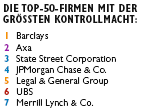 DIE TOP-50-FIRMEN MIT DER
GRÖSSTEN KONTROLLMACHT:
1 Barclays
2 Axa
3 State Street Corporation
4 JPMorgan Chase & Co.
5 Legal & General Group
6 UBS
7 Merrill Lynch & Co.